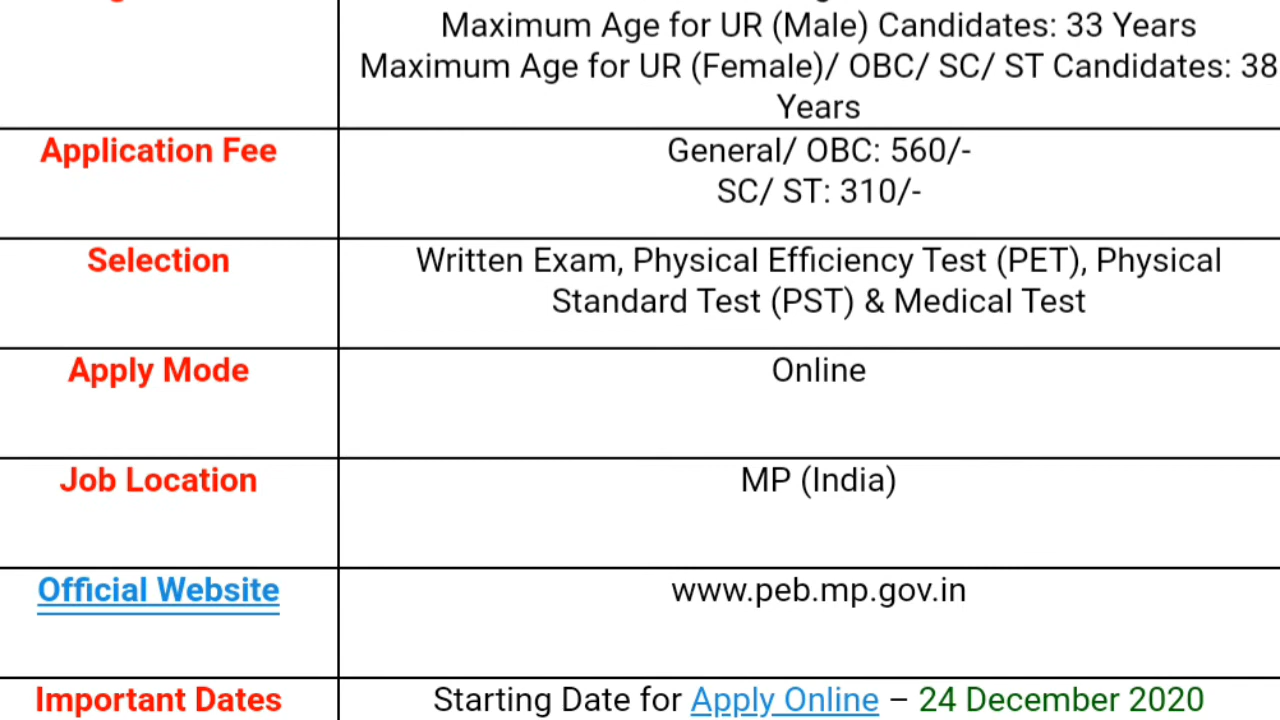 Maximum Age for UR (Male) Candidates: 33 Years
Maximum Age for UR (Female)/ OBC/ SC/ ST Candidates: 38
Years
Application Fee
General/ OBC: 560/-
SC/ ST: 310/-
Selection
Written Exam, Physical Efficiency Test (PET), Physical
Standard Test (PST) & Medical Test
Apply Mode
Online
Job Location
MP (India)
Official Website
www.peb.mp.gov.in
Important Dates
Starting Date for Apply Online – 24 December 2020